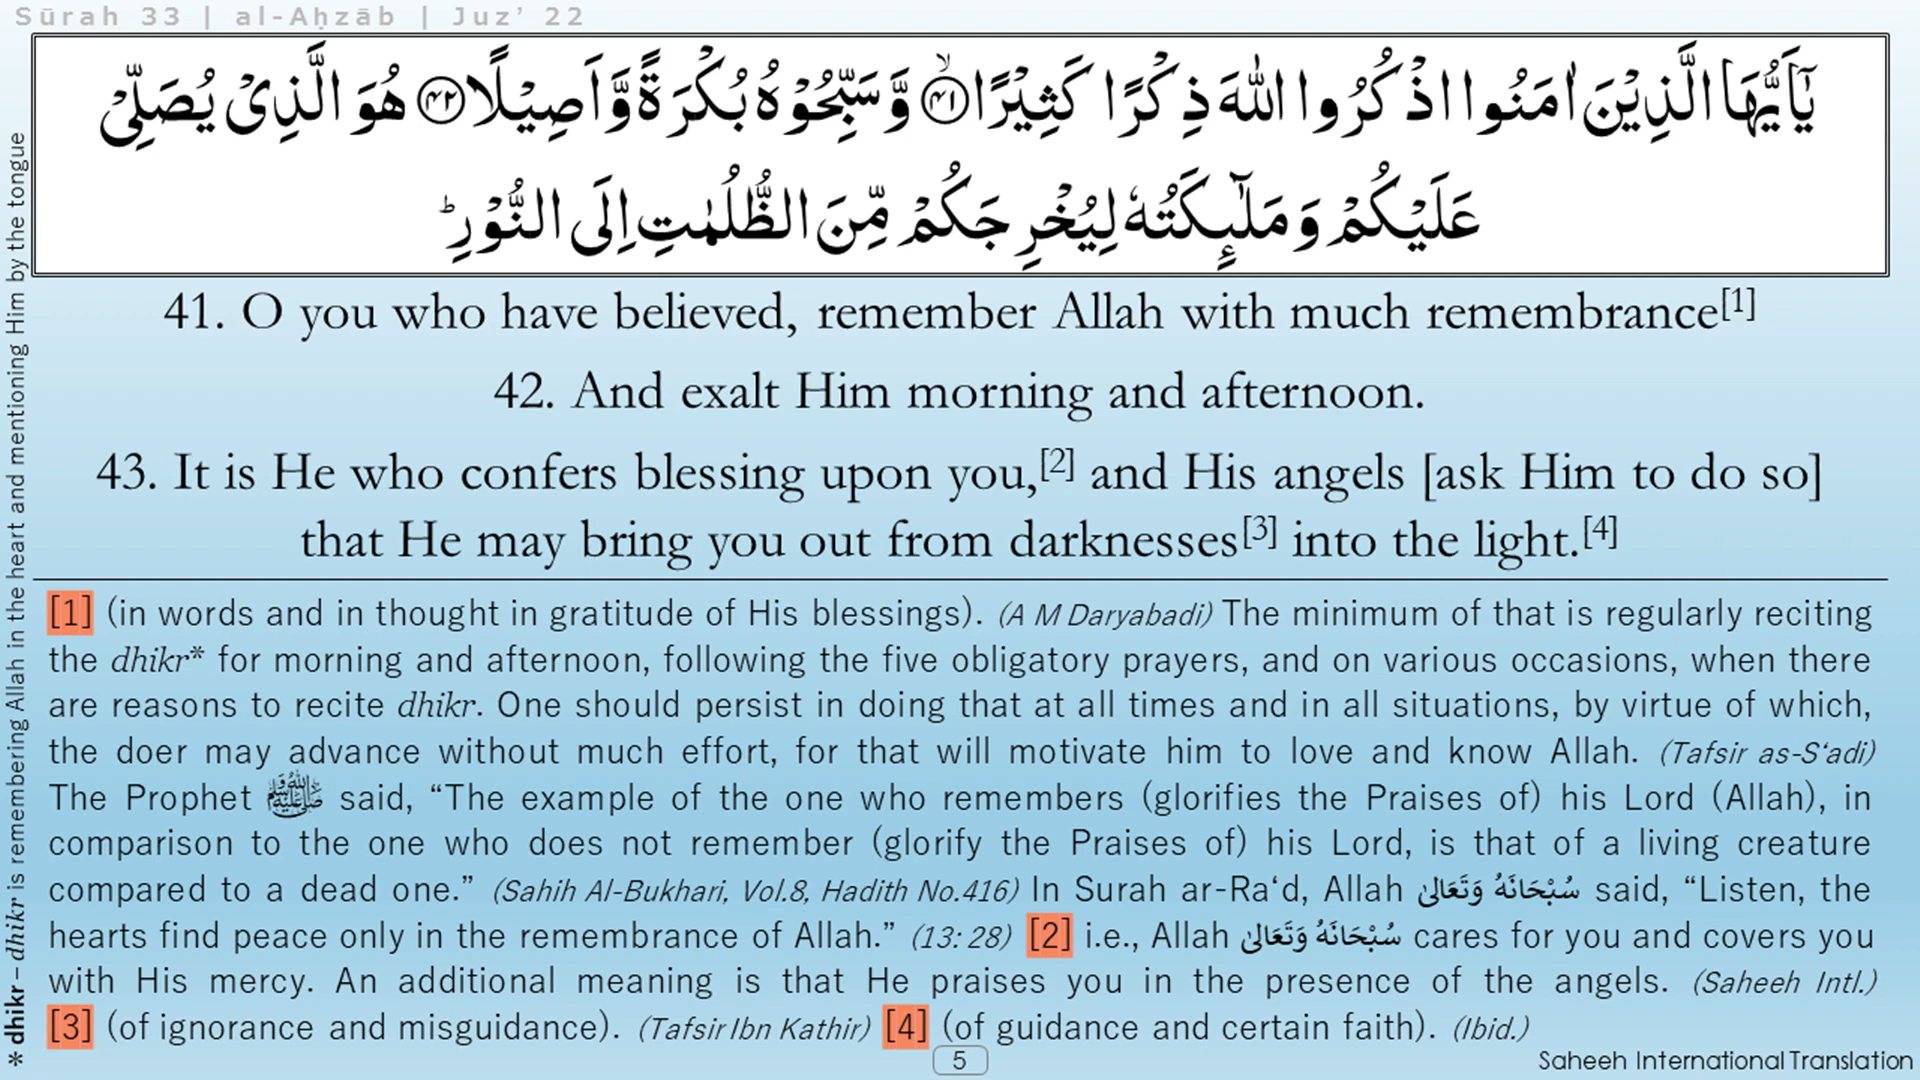 Sūrah 33 | al-Aḥzāb | Juz’ 22
يٰۤاَيُّهَا الَّذِيْنَ اٰمَنُوا اذْكُرُوا اللّٰهَ ذِكْرًا كَثِيْرًا ۙ﴿۴۱﴾ وَّ سَبِّحُوْهُ بُكْرَةً وَّ اَصِيْلًا ﴿۴۲﴾ هُوَ الَّذِيْ يُصَلِّيْ
عَلَيْكُمْ وَ مَلٰٓئِكَتُهٗ لِيُخْرِجَكُمْ مِّنَ الظُّلُمٰتِ اِلَى النُّوْرِ ؕ
41. O you who have believed, remember Allah with much remembrance[1]
42. And exalt Him morning and afternoon.
43. It is He who confers blessing upon you,[2] and His angels [ask Him to do so]
that He may bring you out from darknesses[3] into the light.[4]
[1] (in words and in thought in gratitude of His blessings). (A M Daryabadi) The minimum of that is regularly reciting
the dhikr* for morning and afternoon, following the five obligatory prayers, and on various occasions, when there
are reasons to recite dhikr. One should persist in doing that at all times and in all situations, by virtue of which,
the doer may advance without much effort, for that will motivate him to love and know Allah. (Tafsir as-S‘adi)
The Prophet ﷺ said, “The example of the one who remembers (glorifies the Praises of) his Lord (Allah), in
comparison to the one who does not remember (glorify the Praises of) his Lord, is that of a living creature
compared to a dead one.” (Sahih Al-Bukhari, Vol.8, Hadith No.416) In Surah ar-Ra‘d, Allah سُبْحَانَهُ وَتَعَالىٰ said, “Listen, the
hearts find peace only in the remembrance of Allah.” (13: 28) [2] i.e., Allah سُبْحَانَهُ وَتَعَالىٰ cares for you and covers you
with His mercy. An additional meaning is that He praises you in the presence of the angels. (Saheeh Intl.)
[3] (of ignorance and misguidance). (Tafsir Ibn Kathir) [4] (of guidance and certain faith). (Ibid.)
* dhikr – dhikr is remembering Allah in the heart and mentioning Him by the tongue
5
Saheeh International Translation